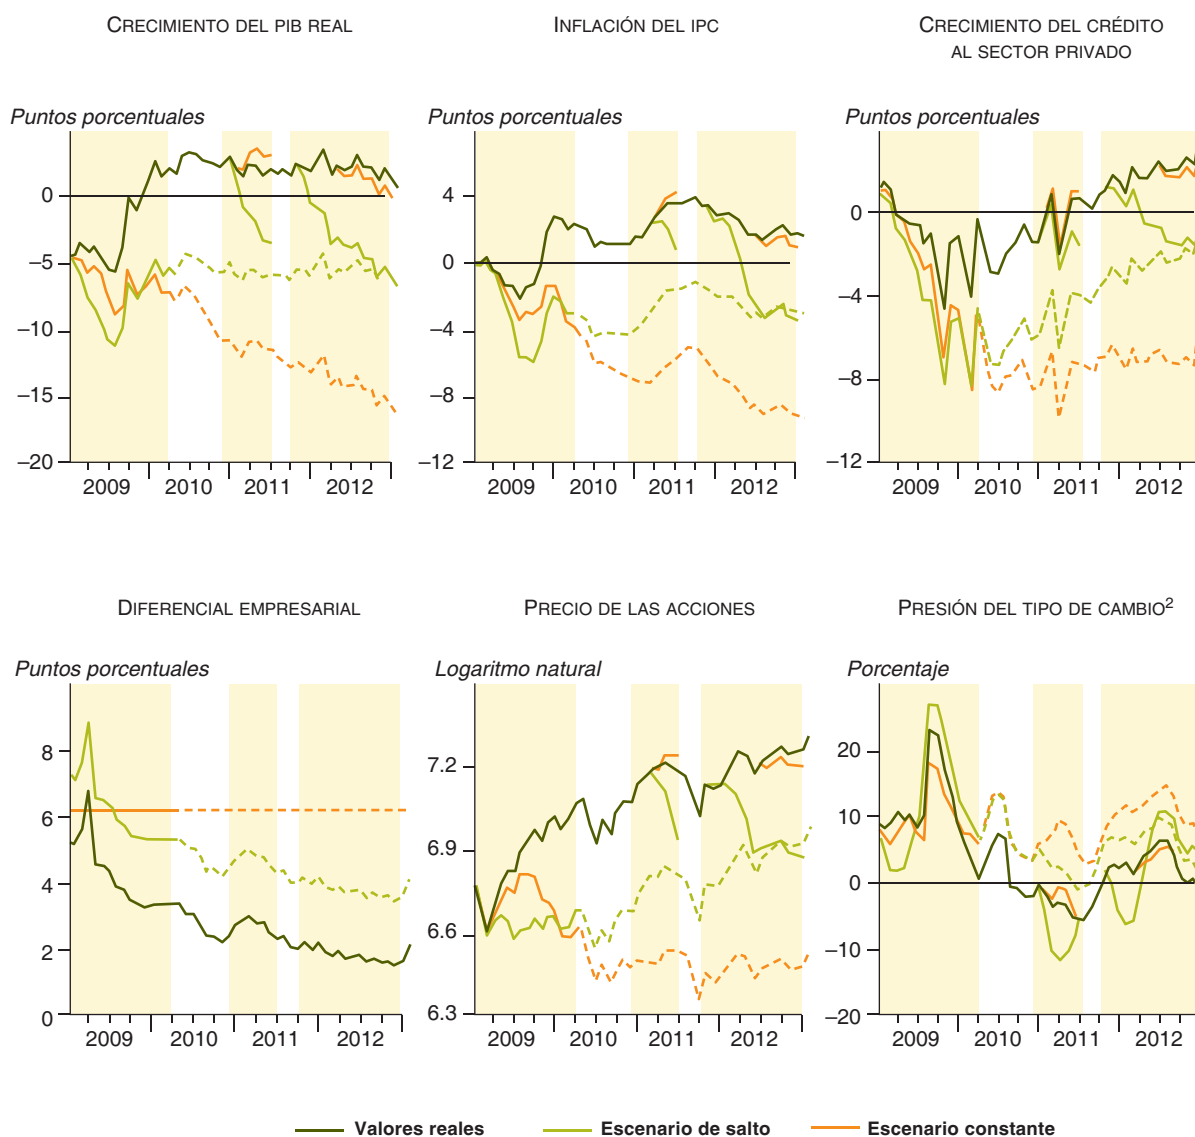 CRECIMIENTO DEL PIB REAL
Puntos porcentuales
0
–5
–10
–15
–20
2009 2010 2011 2012
INFLACIÓN DEL IPC
Puntos porcentuales
4
0
–4
–8
–12
2009 2010 2011 2012
CRECIMIENTO DEL CRÉDITO
AL SECTOR PRIVADO
Puntos porcentuales
0
–4
–8
–12
2009 2010 2011 2012
DIFERENCIAL EMPRESARIAL
Puntos porcentuales
8
6
4
2
0
2009 2010 2011 2012
PRECIO DE LAS ACCIONES
Logaritmo natural
7.2
6.9
6.6
6.3
2009 2010 2011 2012
PRESIÓN DEL TIPO DE CAMBIO2
Porcentaje
20
10
0
–10
–20
2009 2010 2011 2012
Valores reales Escenario de salto Escenario constante